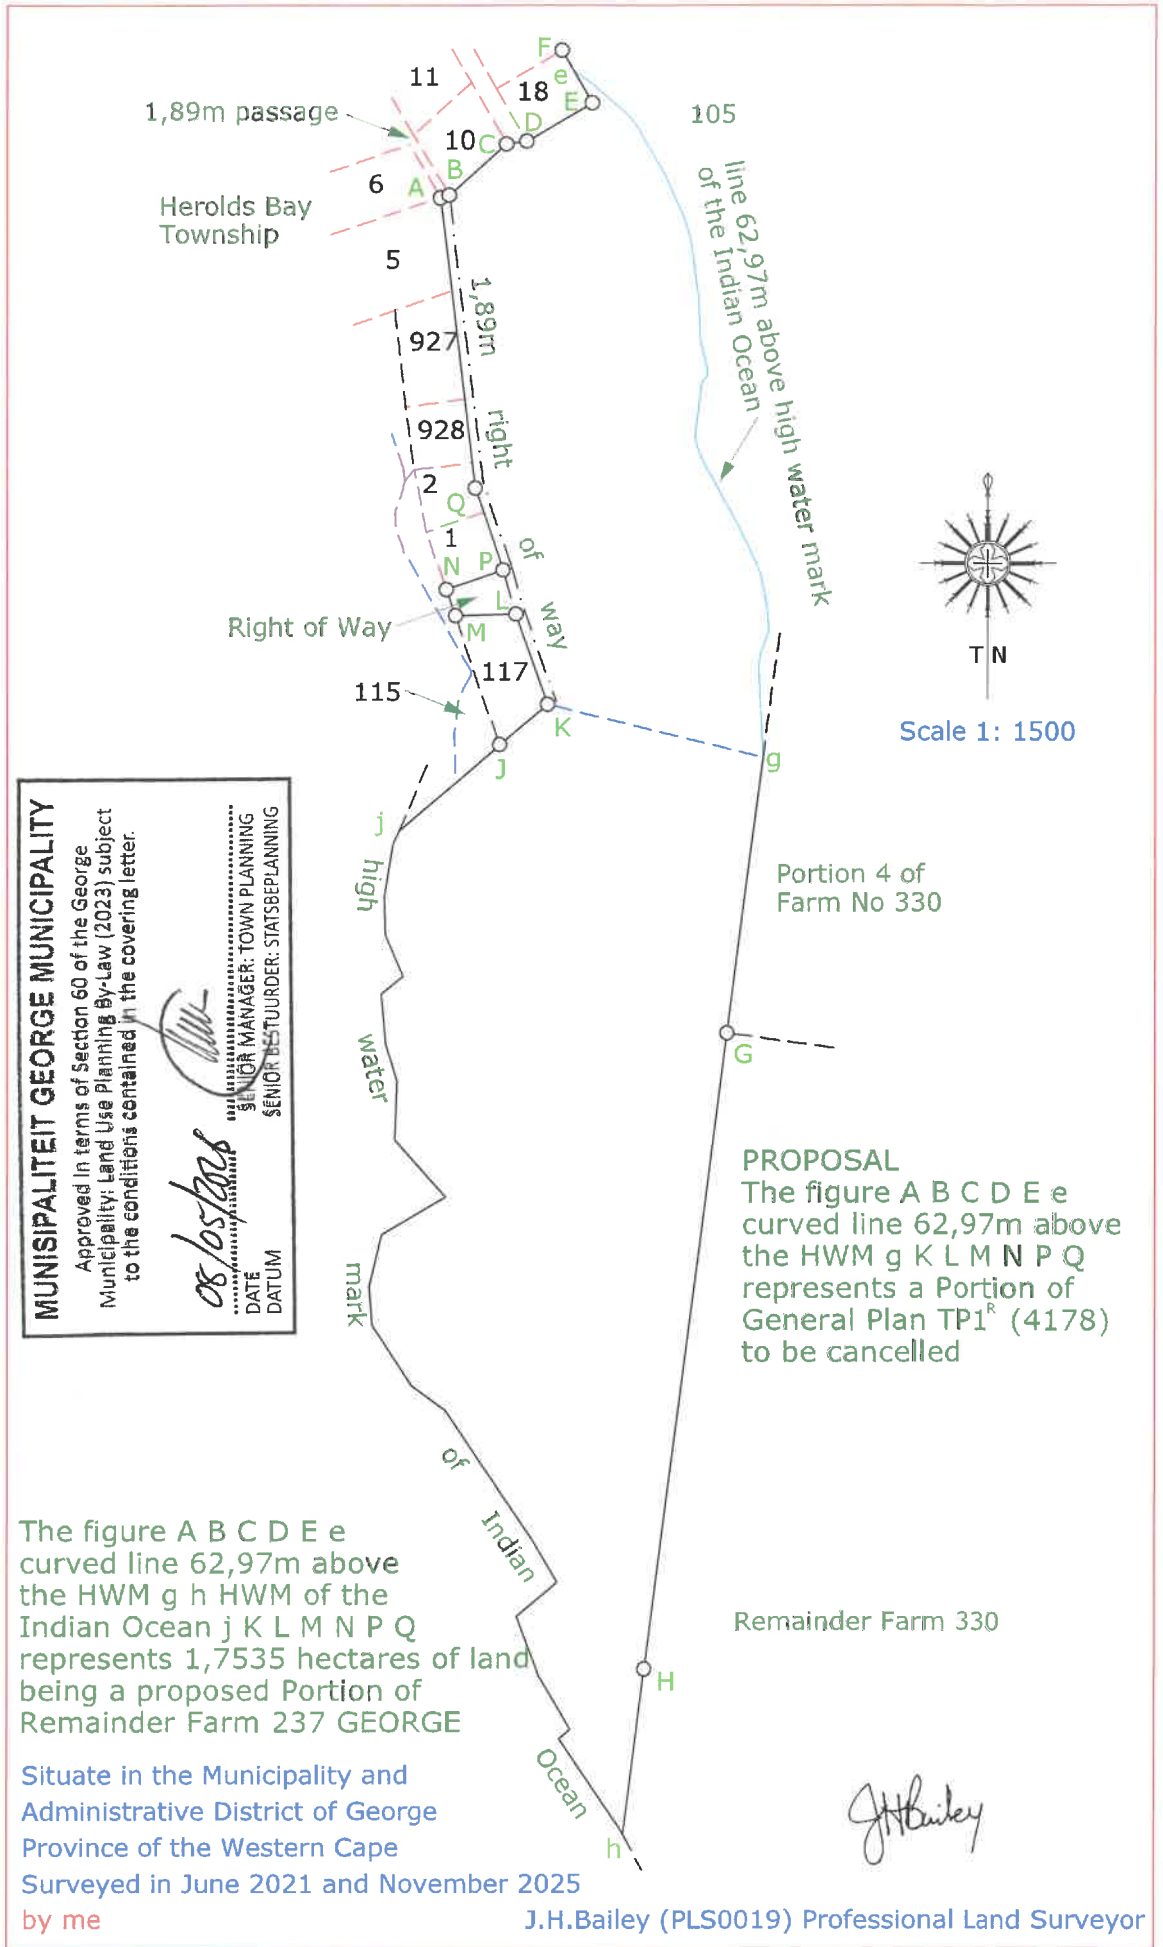 F
11
e
18
E
1,89m passage
105
D
10
C
B
6
A
Herolds Bay
Township
line 62,97m above high water mark
of the Indian Ocean
5
1,89m
927
right
928
2
Q
1
of
N
P
L
way
Right of Way
M
T N
117
115
K
Scale 1: 1500
g
J
j
MUNISIPALITEIT GEORGE MUNICIPALITY
Approved in terms of Section 60 of the George
Municipality: Land Use Planning By-Law (2023) subject
to the conditions contained in the covering letter.
08/05/2026
DATE
SENIOR MANAGER: TOWN PLANNING
DATUM
SENIOR BESTUURDER: STATSBEPLANNING
high
Portion 4 of
Farm No 330
water
G
PROPOSAL
The figure A B C D E e
curved line 62,97m above
the HWM g K L M N P Q
represents a Portion of
General Plan TP1ᴿ (4178)
to be cancelled
mark
of
Indian
The figure A B C D E e
curved line 62,97m above
the HWM g h HWM of the
Indian Ocean j K L M N P Q
represents 1,7535 hectares of land
being a proposed Portion of
Remainder Farm 237 GEORGE
Remainder Farm 330
H
Ocean
h
Situate in the Municipality and
Administrative District of George
Province of the Western Cape
Surveyed in June 2021 and November 2025
by me
JHBailey
J.H.Bailey (PLS0019) Professional Land Surveyor